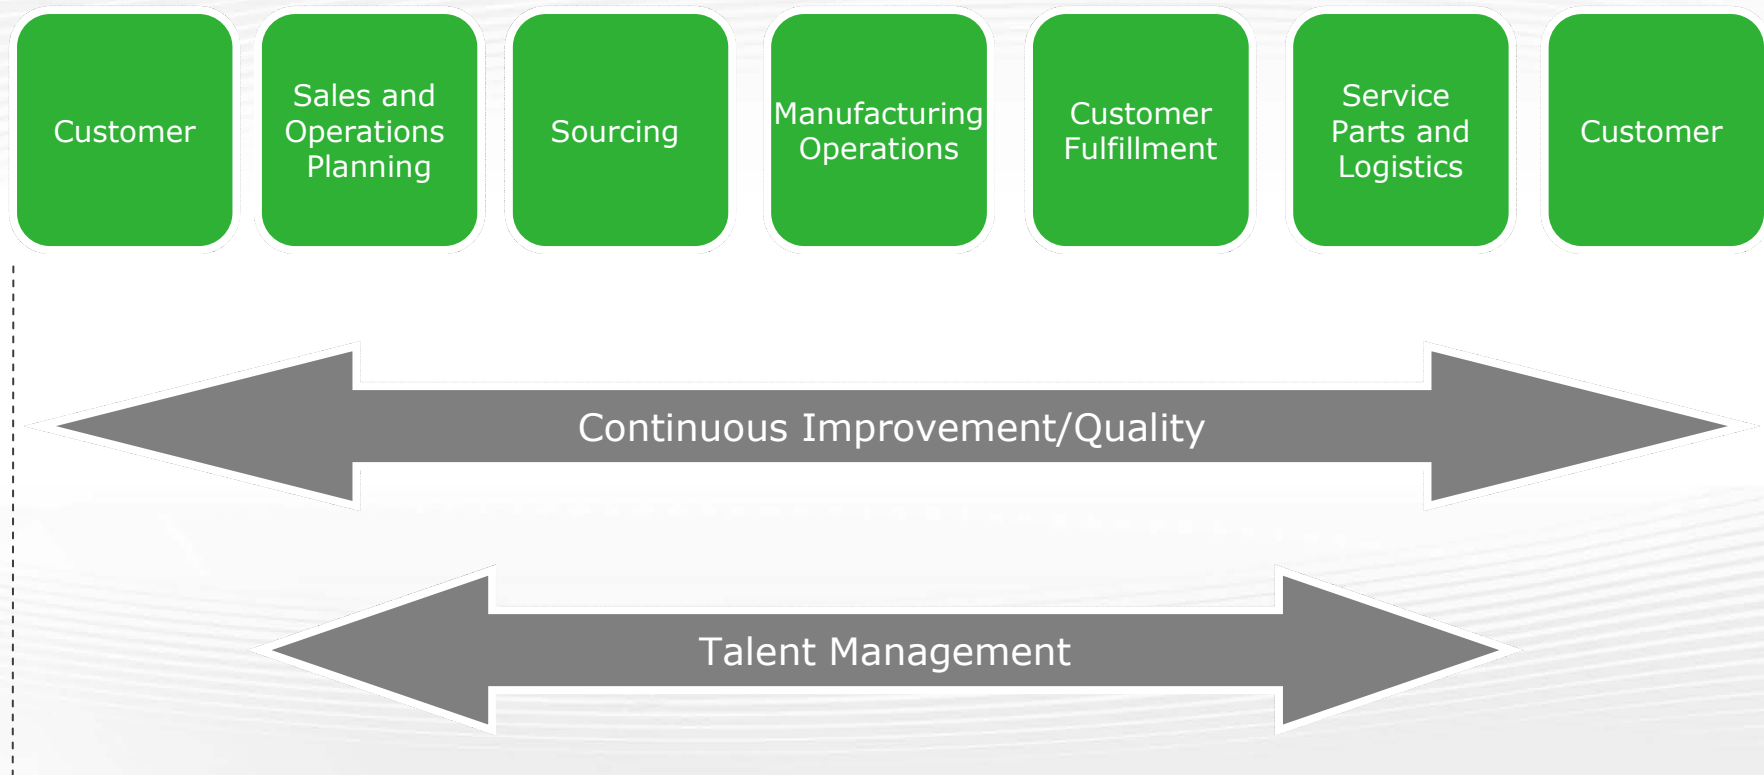 Customer
Sales and
Operations
Planning
Sourcing
Manufacturing
Operations
Customer
Fulfillment
Service
Parts and
Logistics
Customer
Continuous Improvement/Quality
Talent Management